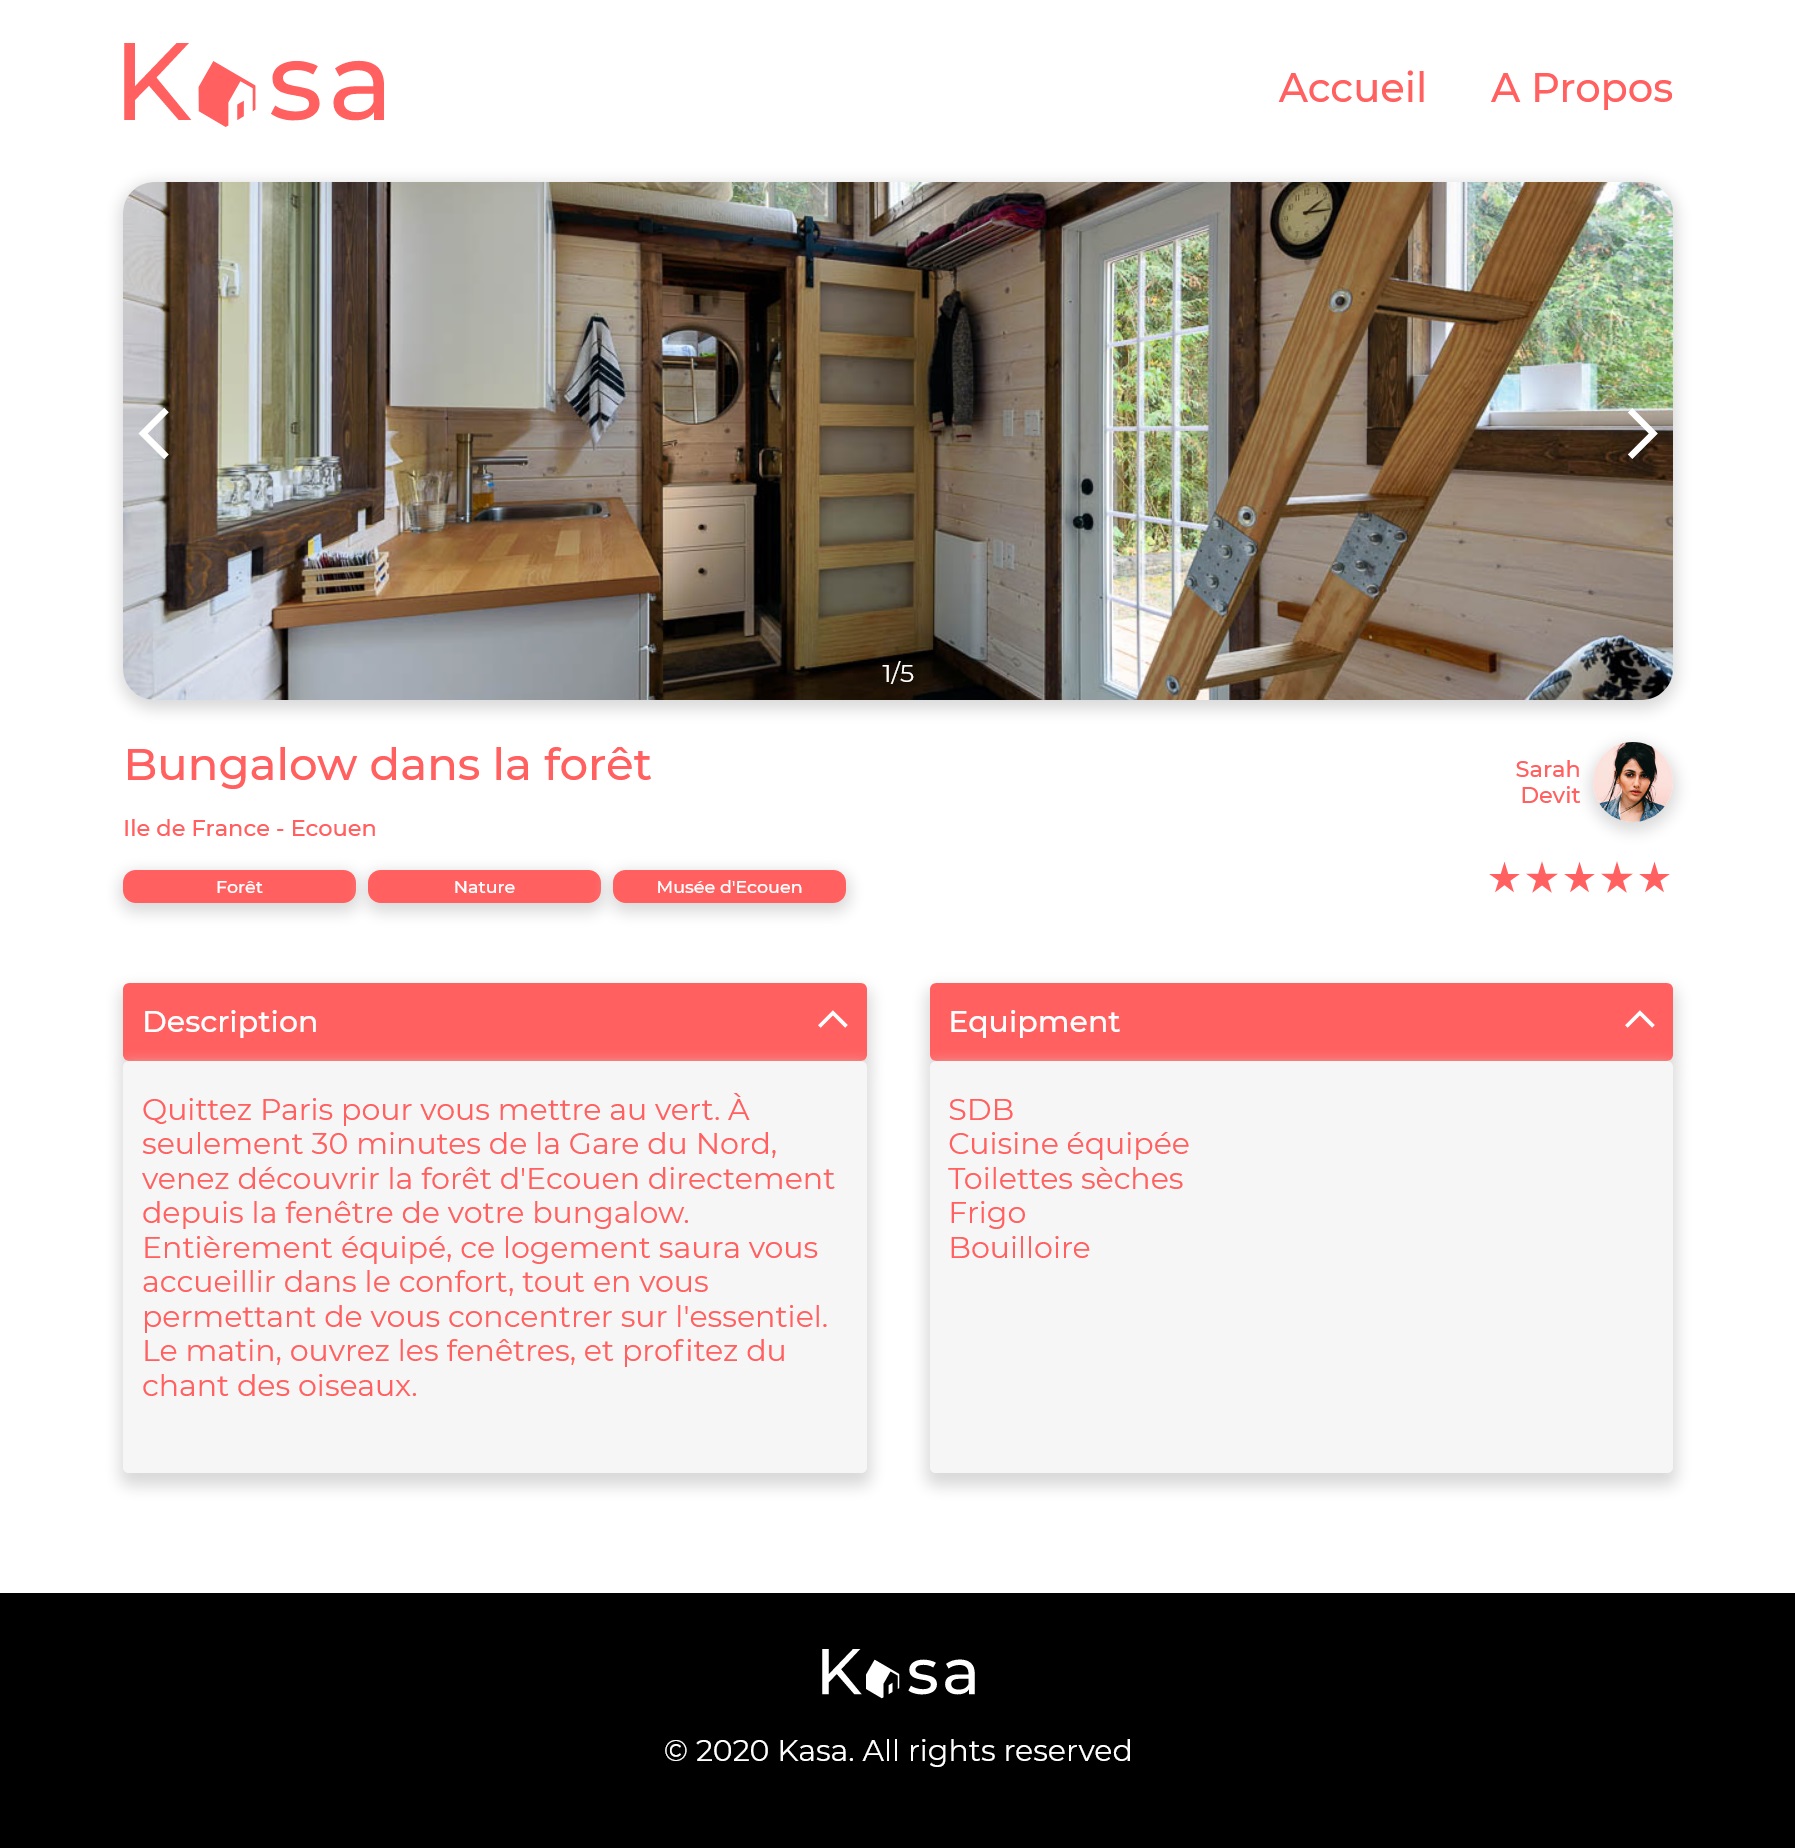 Kasa
Accueil
A Propos
1/5
Bungalow dans la forêt
Sarah
Devit
Ile de France - Ecouen
Forêt
Nature
Musée d'Ecouen
Description
Quittez Paris pour vous mettre au vert. À
seulement 30 minutes de la Gare du Nord,
venez découvrir la forêt d'Ecouen directement
depuis la fenêtre de votre bungalow.
Entièrement équipé, ce logement saura vous
accueillir dans le confort, tout en vous
permettant de vous concentrer sur l'essentiel.
Le matin, ouvrez les fenêtres, et profitez du
chant des oiseaux.
Equipment
SDB
Cuisine équipée
Toilettes sèches
Frigo
Bouilloire
Kasa
© 2020 Kasa. All rights reserved